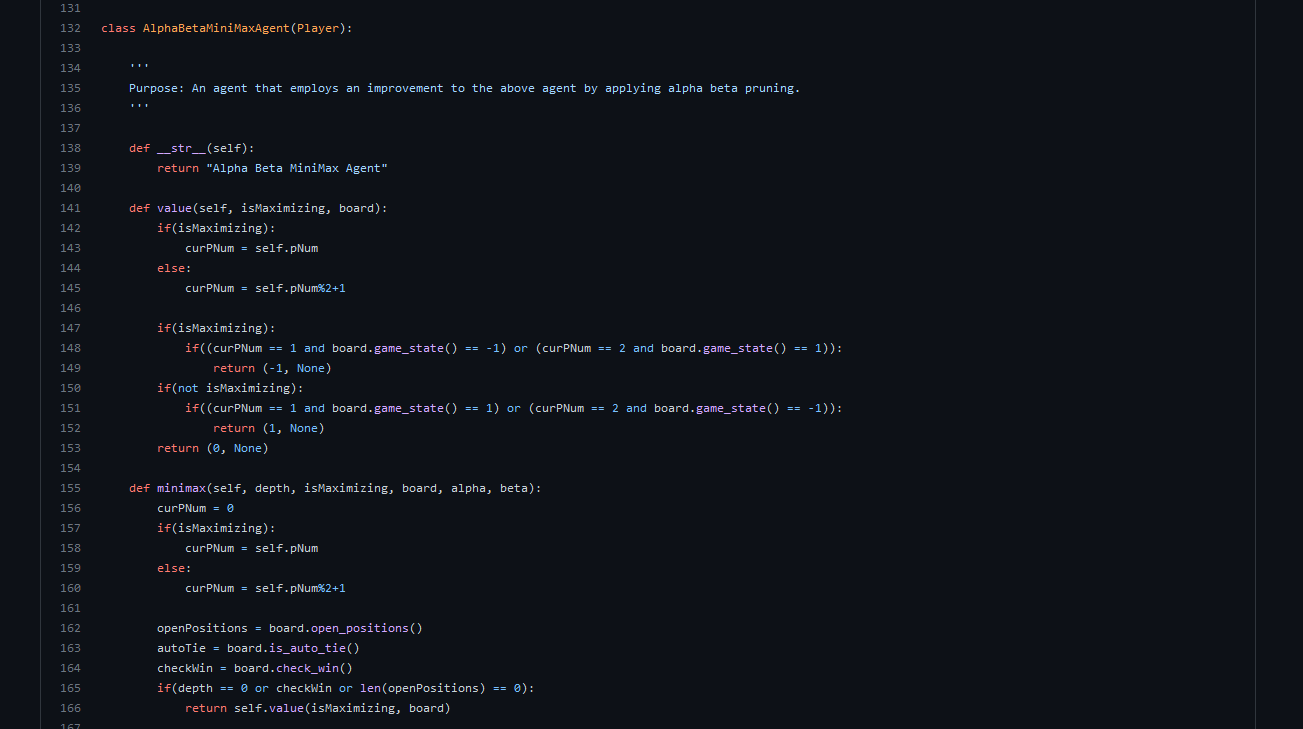 131
132 class AlphaBetaMiniMaxAgent(Player):
133
134     '''
135     Purpose: An agent that employs an improvement to the above agent by applying alpha beta pruning.
136     '''
137
138     def __str__(self):
139         return "Alpha Beta MiniMax Agent"
140
141     def value(self, isMaximizing, board):
142         if(isMaximizing):
143             curPNum = self.pNum
144         else:
145             curPNum = self.pNum%2+1
146
147         if(isMaximizing):
148             if((curPNum == 1 and board.game_state() == -1) or (curPNum == 2 and board.game_state() == 1)):
149                 return (-1, None)
150         if(not isMaximizing):
151             if((curPNum == 1 and board.game_state() == 1) or (curPNum == 2 and board.game_state() == -1)):
152                 return (1, None)
153         return (0, None)
154
155     def minimax(self, depth, isMaximizing, board, alpha, beta):
156         curPNum = 0
157         if(isMaximizing):
158             curPNum = self.pNum
159         else:
160             curPNum = self.pNum%2+1
161
162         openPositions = board.open_positions()
163         autoTie = board.is_auto_tie()
164         checkWin = board.check_win()
165         if(depth == 0 or checkWin or len(openPositions) == 0):
166             return self.value(isMaximizing, board)
167